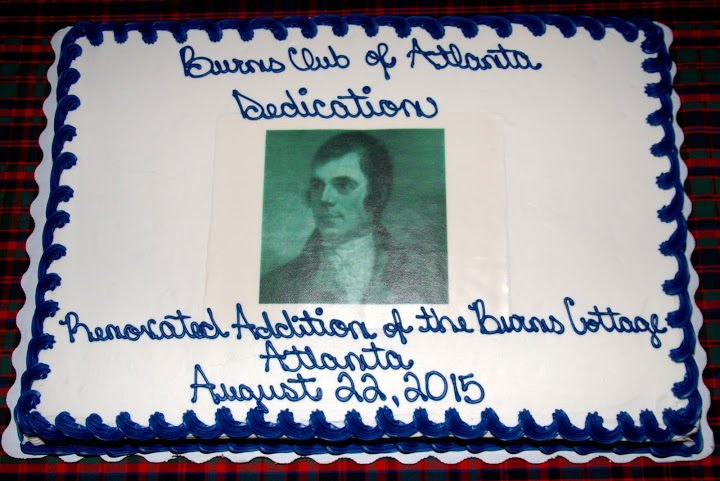 Burns Club of Atlanta
Dedication
Renovated Addition of the Burns Cottage
Atlanta
August 22, 2015